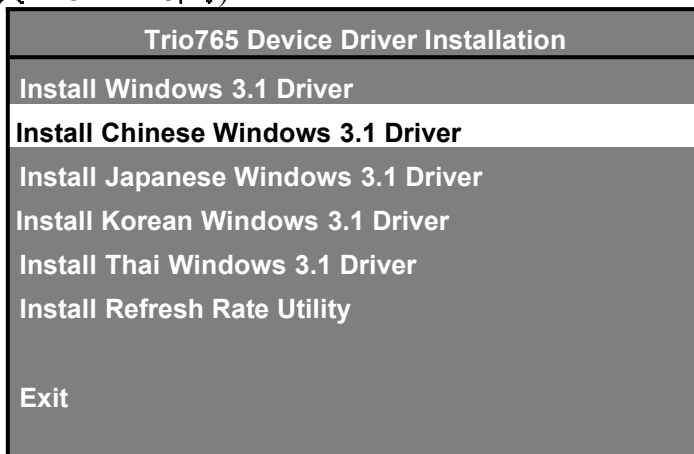 Trio765 Device Driver Installation
Install Windows 3.1 Driver
Install Chinese Windows 3.1 Driver
Install Japanese Windows 3.1 Driver
Install Korean Windows 3.1 Driver
Install Thai Windows 3.1 Driver
Install Refresh Rate Utility
Exit